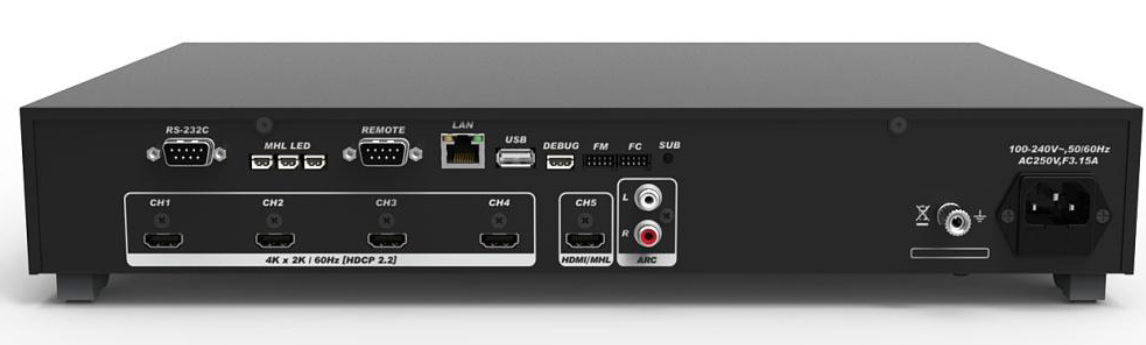 RS-232C
MHL LED
REMOTE
LAN
USB
DEBUG
FM
FC
SUB
100-240V~,50/60Hz
AC250V,F3.15A
CH1
CH2
CH3
CH4
CH5
L
R
4K x 2K / 60Hz [HDCP 2.2]
HDMI/MHL
ARC